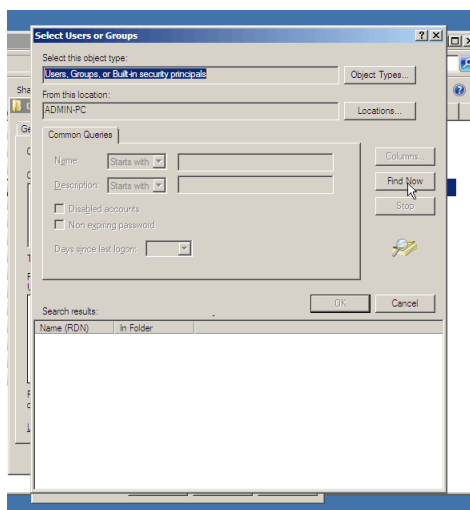 Select Users or Groups
Select this object type:
Users, Groups, or Built-in security principals
Object Types...
From this location:
ADMIN-PC
Locations...
Common Queries
Name: Starts with
Columns...
Description: Starts with
Find Now
Disabled accounts
Stop
Non expiring password
Days since last logon:
OK
Cancel
Search results:
Name (RDN) In Folder
Sha
Ge